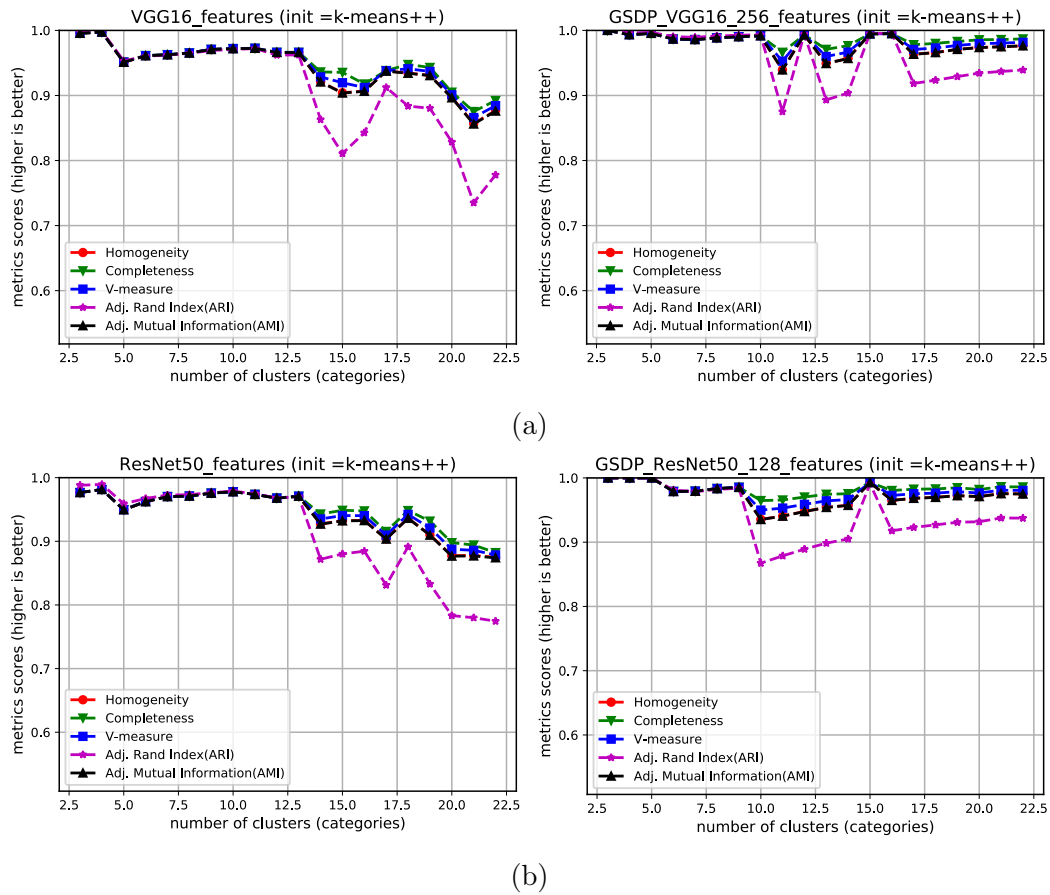 VGG16_features (init =k-means++)
1.0
0.9
0.8
0.7
0.6
metrics scores (higher is better)
Homogeneity
Completeness
V-measure
Adj. Rand Index(ARI)
Adj. Mutual Information(AMI)
2.5 5.0 7.5 10.0 12.5 15.0 17.5 20.0 22.5
number of clusters (categories)
GSDP_VGG16_256_features (init =k-means++)
1.0
0.9
0.8
0.7
0.6
metrics scores (higher is better)
Homogeneity
Completeness
V-measure
Adj. Rand Index(ARI)
Adj. Mutual Information(AMI)
2.5 5.0 7.5 10.0 12.5 15.0 17.5 20.0 22.5
number of clusters (categories)
(a)
ResNet50_features (init =k-means++)
1.0
0.9
0.8
0.7
0.6
metrics scores (higher is better)
Homogeneity
Completeness
V-measure
Adj. Rand Index(ARI)
Adj. Mutual Information(AMI)
2.5 5.0 7.5 10.0 12.5 15.0 17.5 20.0 22.5
number of clusters (categories)
GSDP_ResNet50_128_features (init =k-means++)
1.0
0.9
0.8
0.7
0.6
metrics scores (higher is better)
Homogeneity
Completeness
V-measure
Adj. Rand Index(ARI)
Adj. Mutual Information(AMI)
2.5 5.0 7.5 10.0 12.5 15.0 17.5 20.0 22.5
number of clusters (categories)
(b)